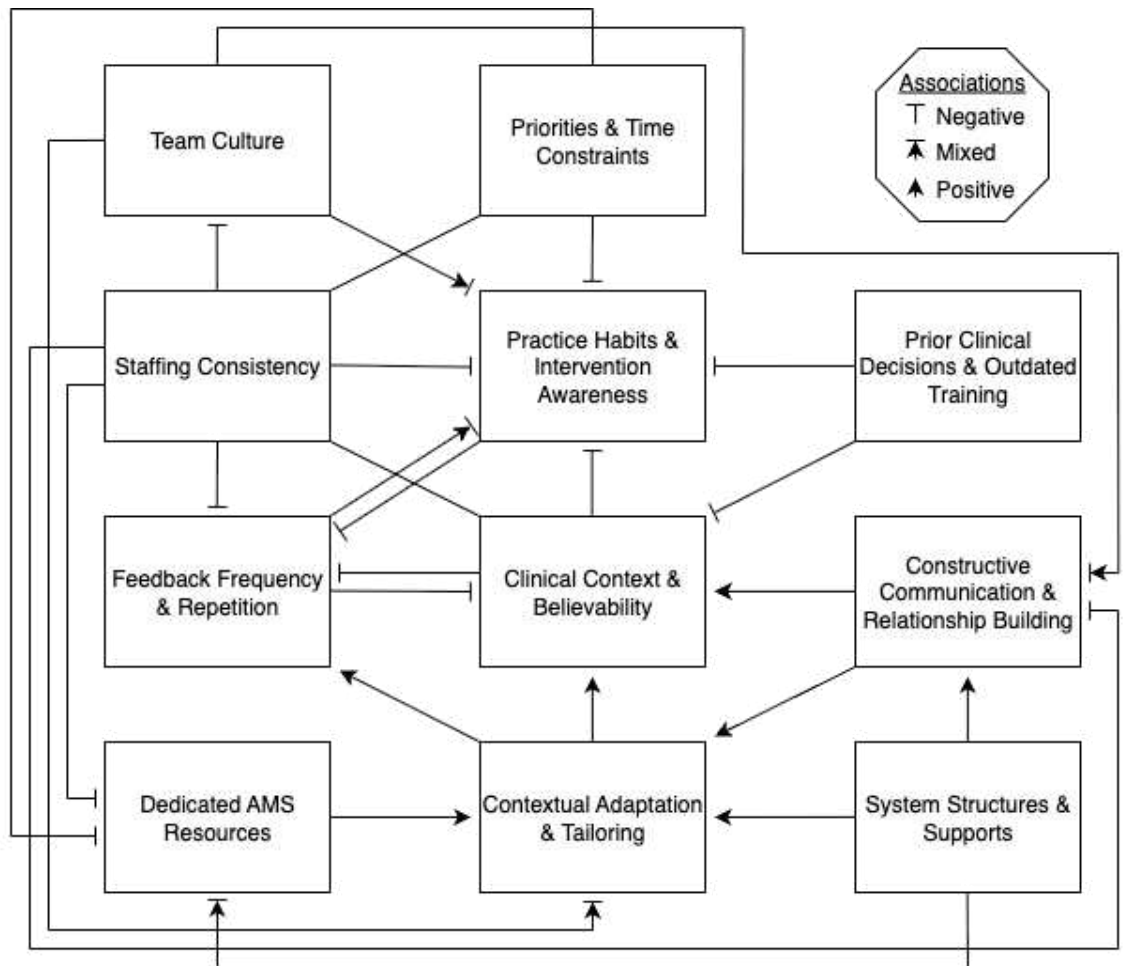 Team Culture
Priorities & Time
Constraints
Associations
Negative
Mixed
Positive
Staffing Consistency
Practice Habits &
Intervention
Awareness
Prior Clinical
Decisions & Outdated
Training
Feedback Frequency
& Repetition
Clinical Context &
Believability
Constructive
Communication &
Relationship Building
Dedicated AMS
Resources
Contextual Adaptation
& Tailoring
System Structures &
Supports